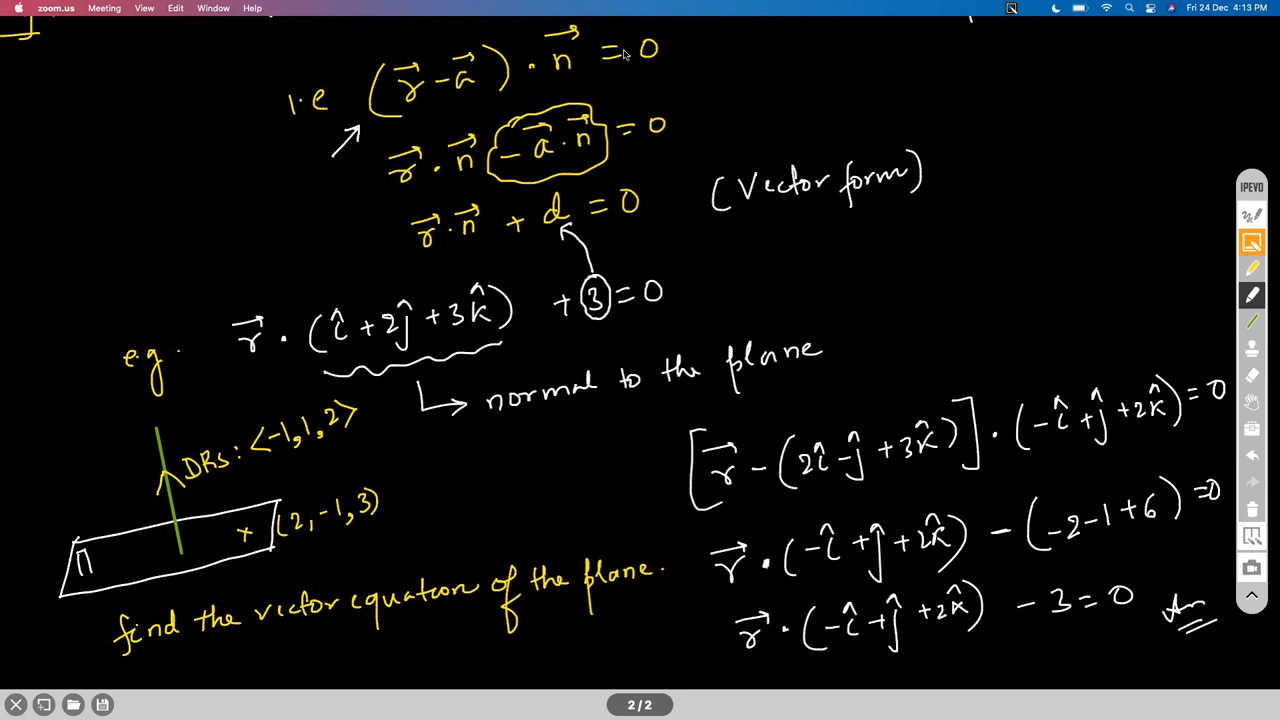 zoom.us Meeting View Edit Window Help
Fri 24 Dec 4:13 PM
i.e (r⃗ - a⃗) · n⃗ = 0
r⃗ · n⃗ - a⃗ · n⃗ = 0
r⃗ · n⃗ + d = 0 (Vector form)
e.g. r⃗ · (î + 2ĵ + 3k̂) + 3 = 0
normal to the plane
DRs: <-1, 1, 2>
(2, -1, 3)
Π
find the vector equation of the plane.
[r⃗ - (2î - ĵ + 3k̂)] · (-î + ĵ + 2k̂) = 0
r⃗ · (-î + ĵ + 2k̂) - (-2 - 1 + 6) = 0
r⃗ · (-î + ĵ + 2k̂) - 3 = 0 Ans
IPEVO
2/2